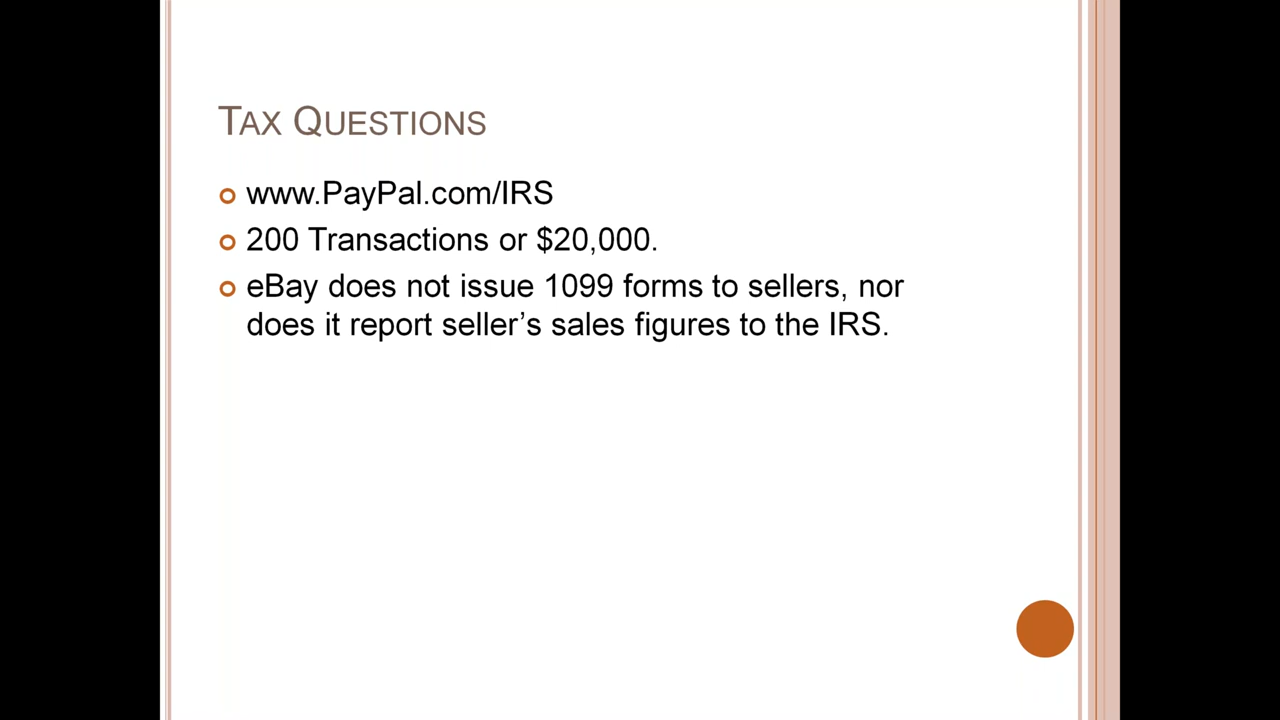 Tax Questions
www.PayPal.com/IRS
200 Transactions or $20,000.
eBay does not issue 1099 forms to sellers, nor
does it report seller’s sales figures to the IRS.